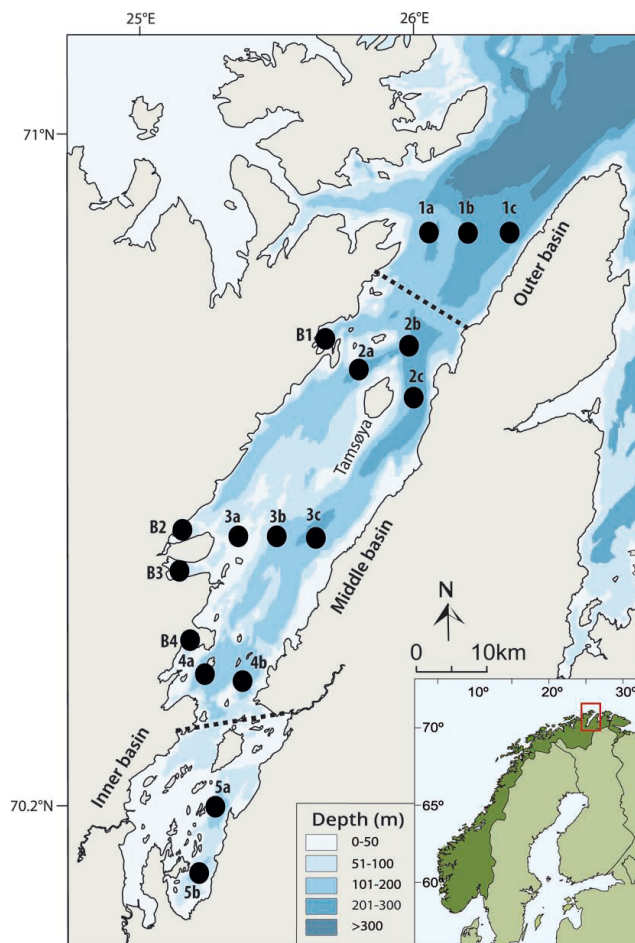 25°E
26°E
71°N
1a
1b
1c
Outer basin
B1
2b
2a
2c
Tamsøya
B2
3a
3b
3c
B3
Middle basin
N
B4
4a
4b
0
10km
Inner basin
10°
20°
30°
70°
5a
70.2°N
65°
Depth (m)
0-50
51-100
101-200
201-300
>300
60°
5b